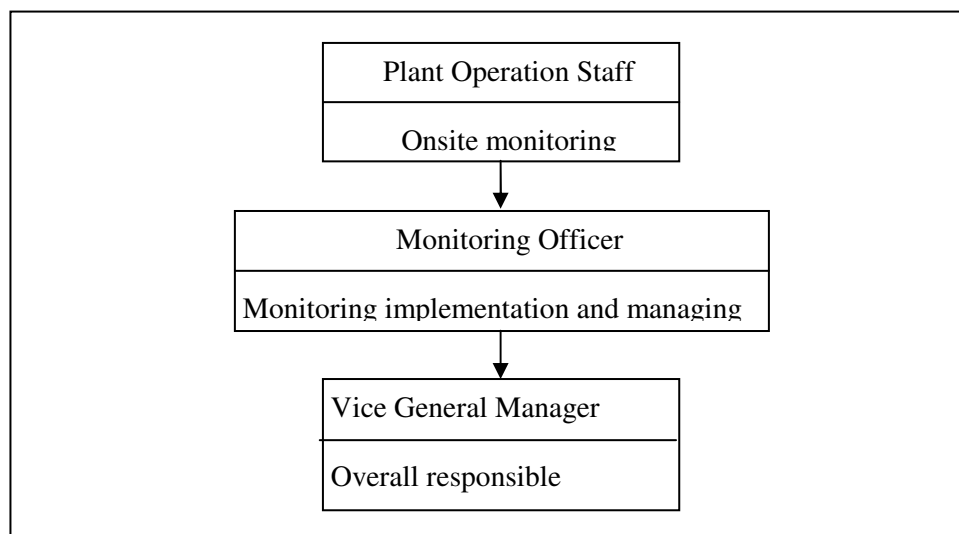 Plant Operation Staff
Onsite monitoring
Monitoring Officer
Monitoring implementation and managing
Vice General Manager
Overall responsible